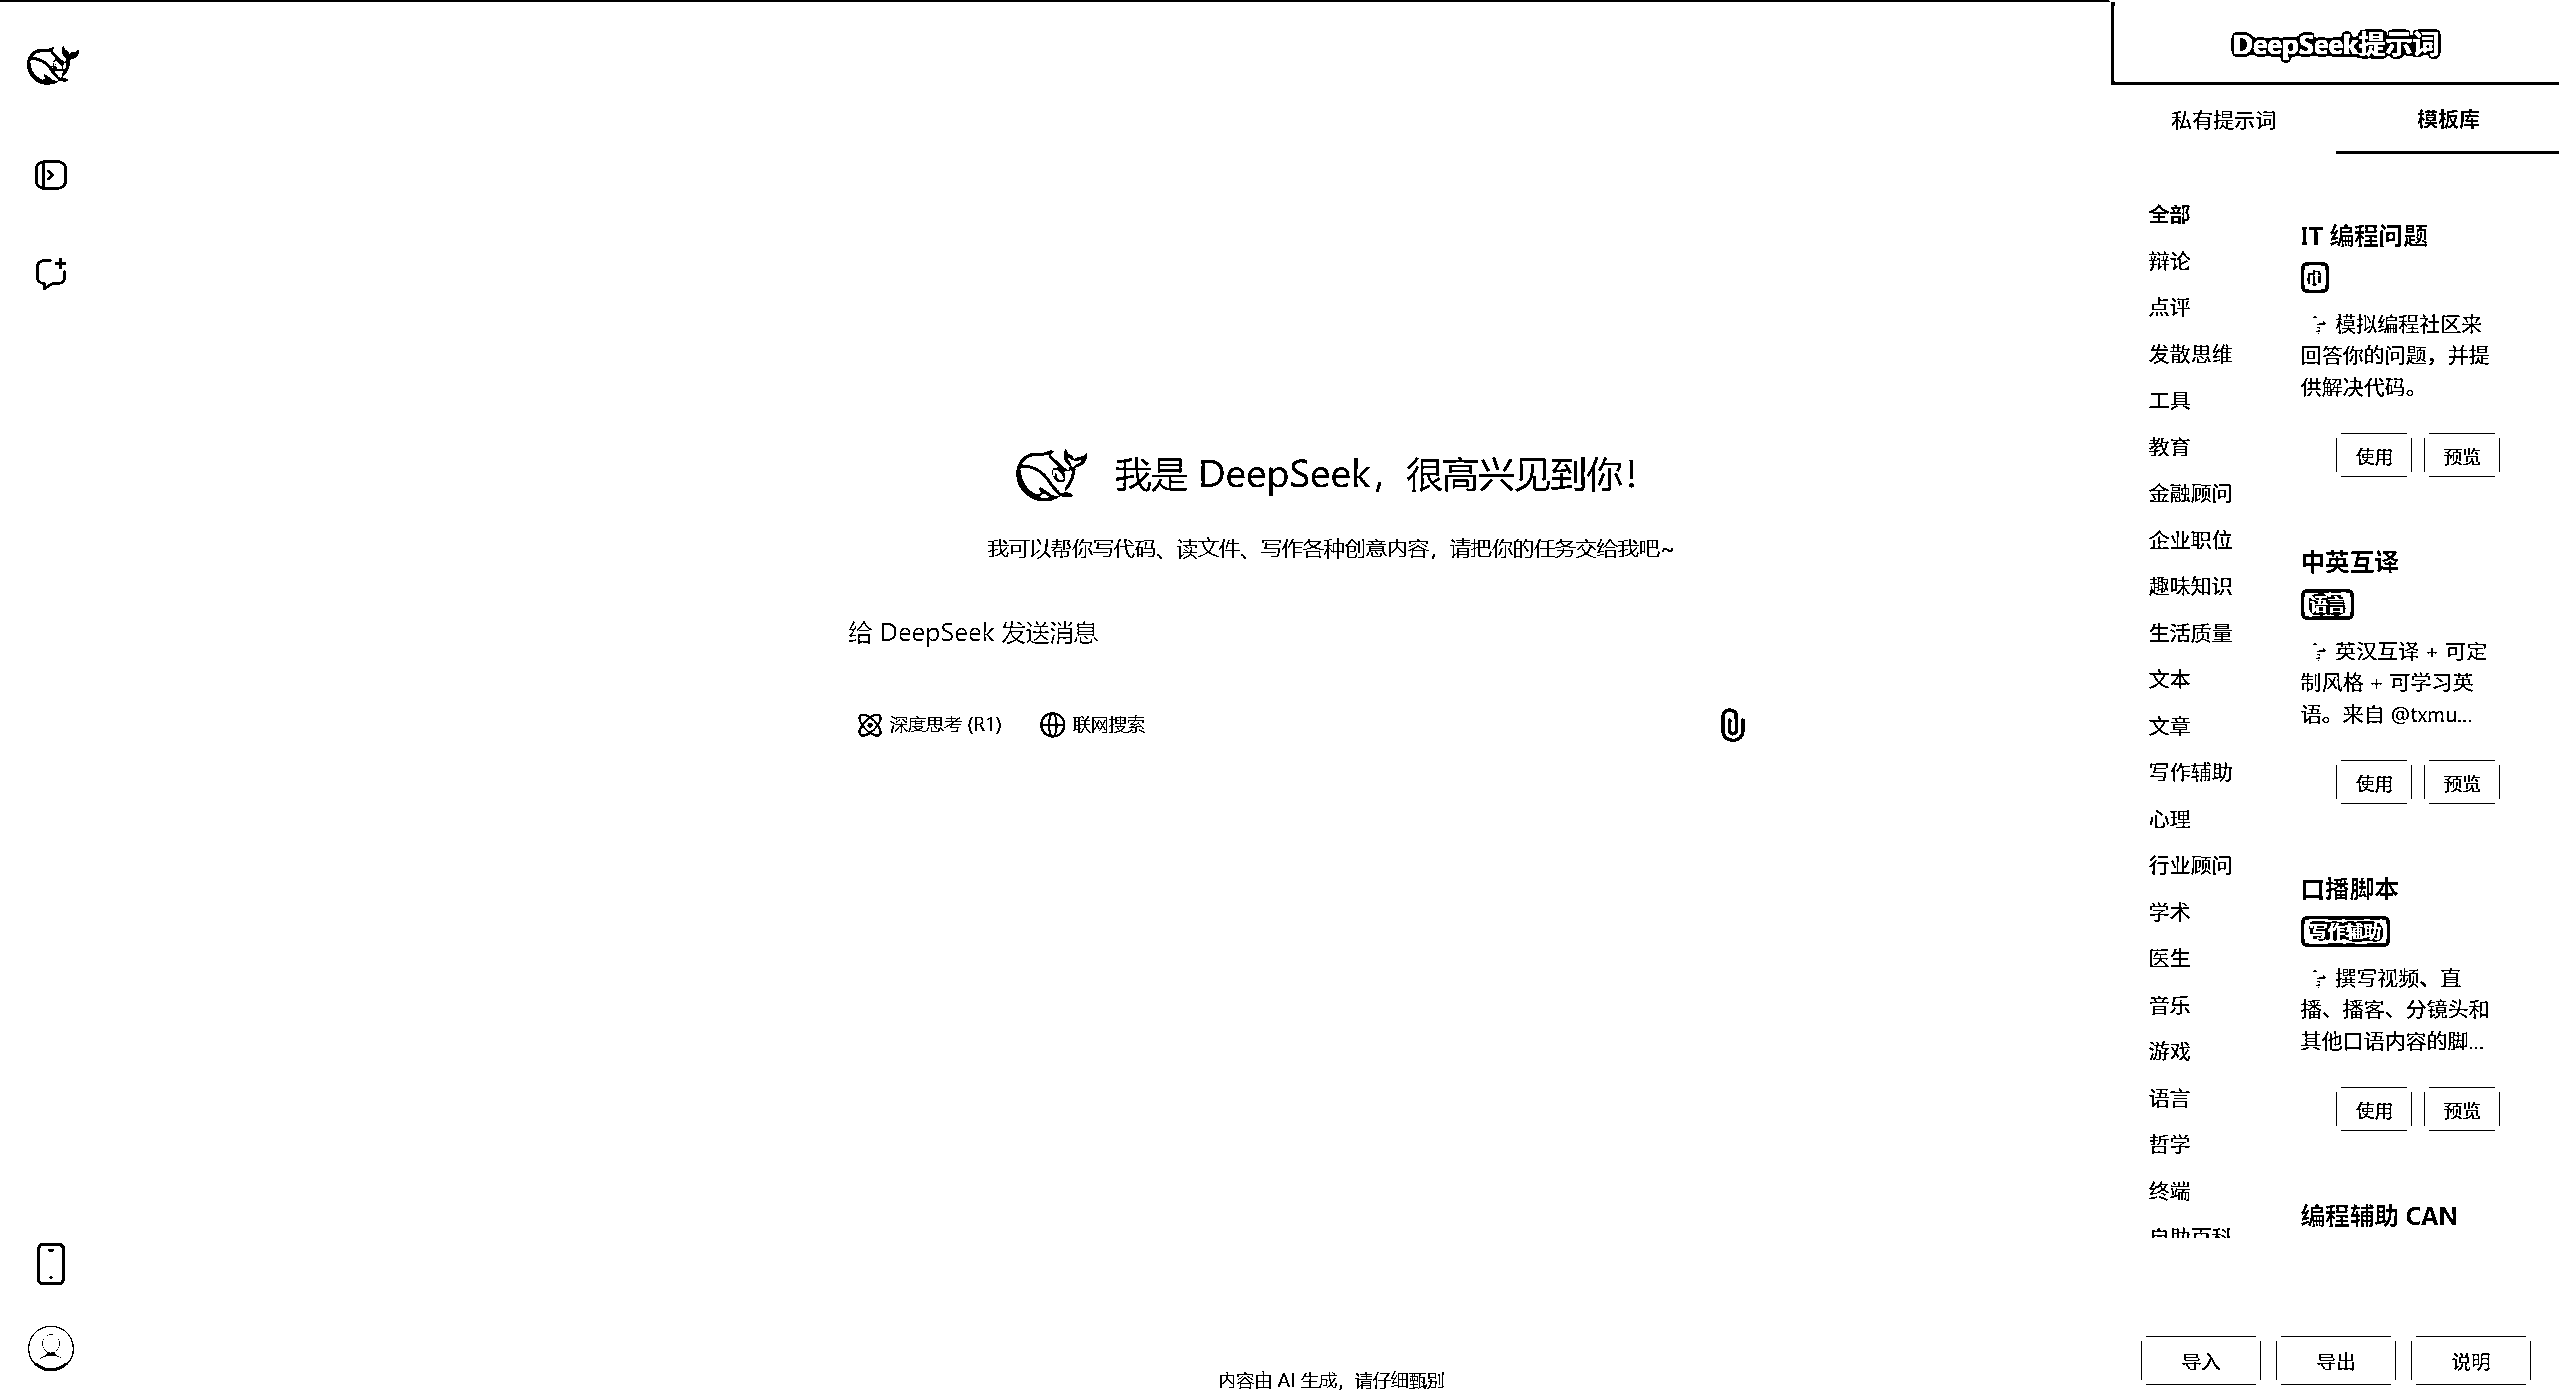 DeepSeek提示词
私有提示词
模板库
全部
辩论
点评
发散思维
工具
教育
金融顾问
企业职位
趣味知识
生活质量
文本
文章
写作辅助
心理
行业顾问
学术
医生
音乐
游戏
语言
哲学
终端
自助百科
IT 编程问题
模拟编程社区来
回答你的问题，并提
供解决代码。
使用
预览
中英互译
语言
英汉互译 + 可定
制风格 + 可学习英
语。来自 @txmu...
使用
预览
口播脚本
写作辅助
撰写视频、直
播、播客、分镜头和
其他口语内容的脚...
使用
预览
编程辅助 CAN
导入
导出
说明
我是 DeepSeek，很高兴见到你！
我可以帮你写代码、读文件、写作各种创意内容，请把你的任务交给我吧~
给 DeepSeek 发送消息
深度思考 (R1)
联网搜索
内容由 AI 生成，请仔细甄别